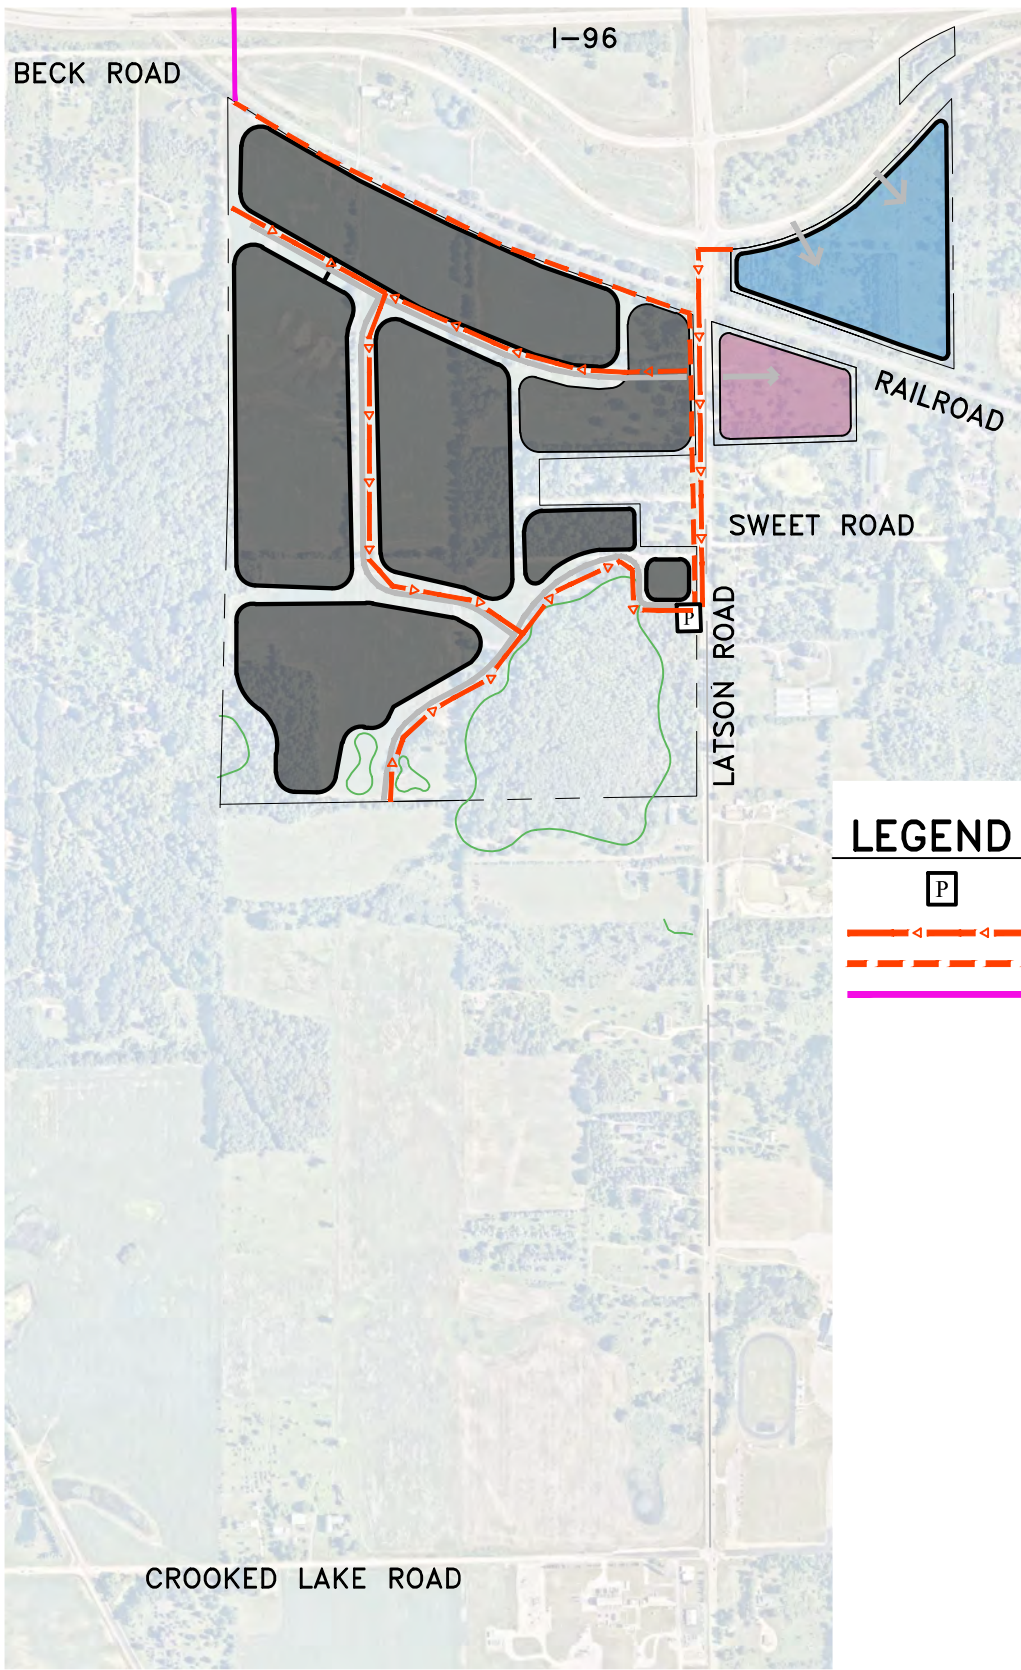 I-96
BECK ROAD
RAILROAD
SWEET ROAD
P
LATSON ROAD
LEGEND
P
CROOKED LAKE ROAD